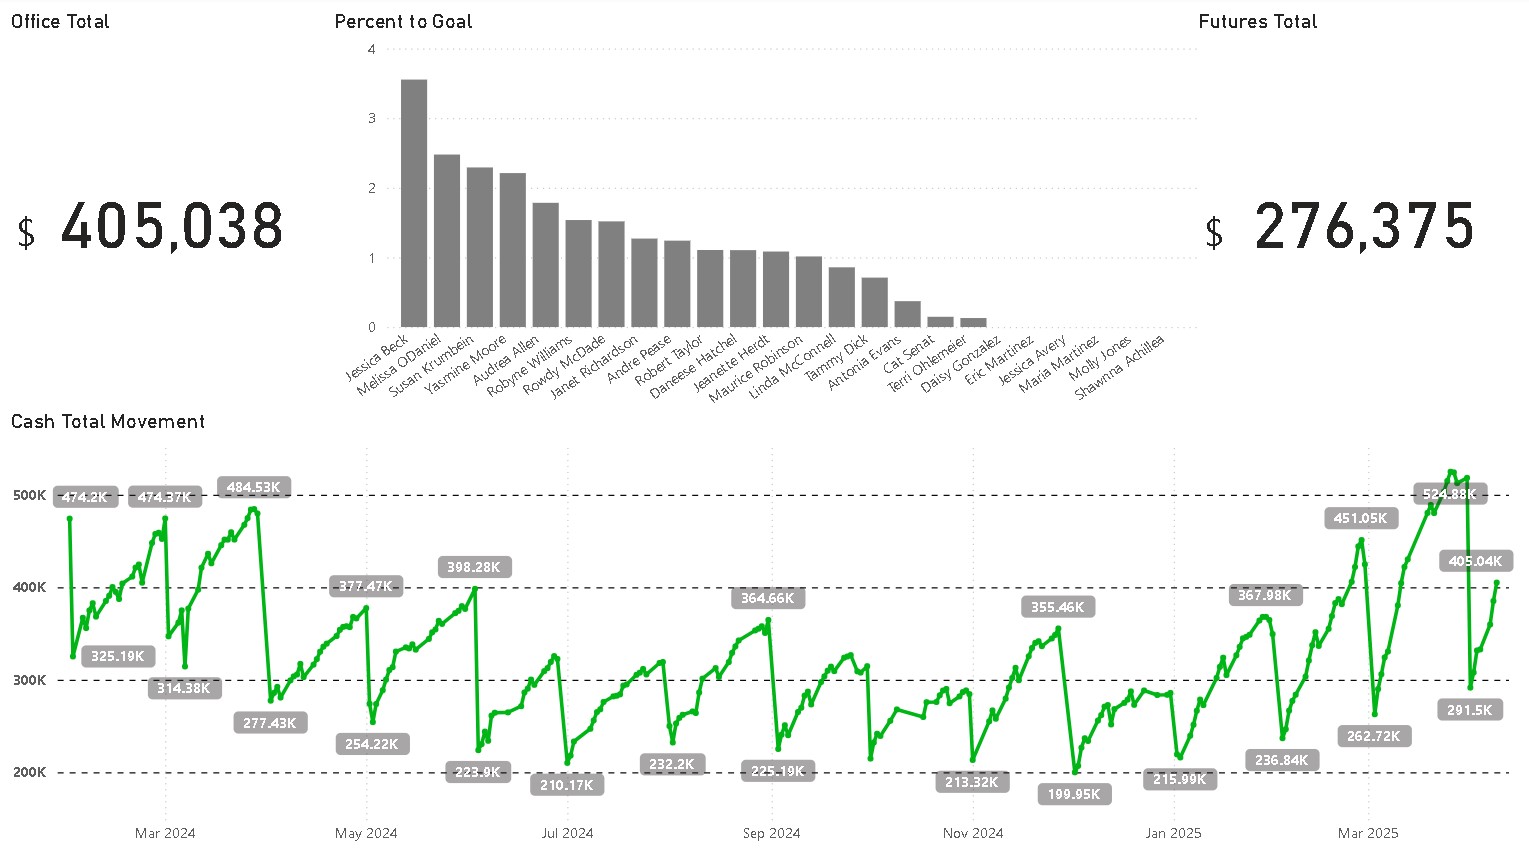 Office Total
$ 405,038
Percent to Goal
4
3
2
1
0
Jessica Beck
Melissa ODaniel
Susan Krumbein
Yasmine Moore
Audrea Allen
Robyne Williams
Rowdy McDade
Janet Richardson
Andre Pease
Robert Taylor
Daneese Hatchel
Jeanette Herdt
Maurice Robinson
Linda McConnell
Tammy Dick
Antonia Evans
Cat Senat
Terri Ohlemeier
Daisy Gonzalez
Eric Martinez
Jessica Avery
Maria Martinez
Molly Jones
Shawnna Achillea
Futures Total
$ 276,375
Cash Total Movement
500K
400K
300K
200K
474.2K
325.19K
474.37K
314.38K
484.53K
277.43K
377.47K
254.22K
398.28K
223.9K
210.17K
232.2K
364.66K
225.19K
213.32K
355.46K
199.95K
215.99K
367.98K
236.84K
451.05K
262.72K
524.88K
405.04K
291.5K
Mar 2024
May 2024
Jul 2024
Sep 2024
Nov 2024
Jan 2025
Mar 2025